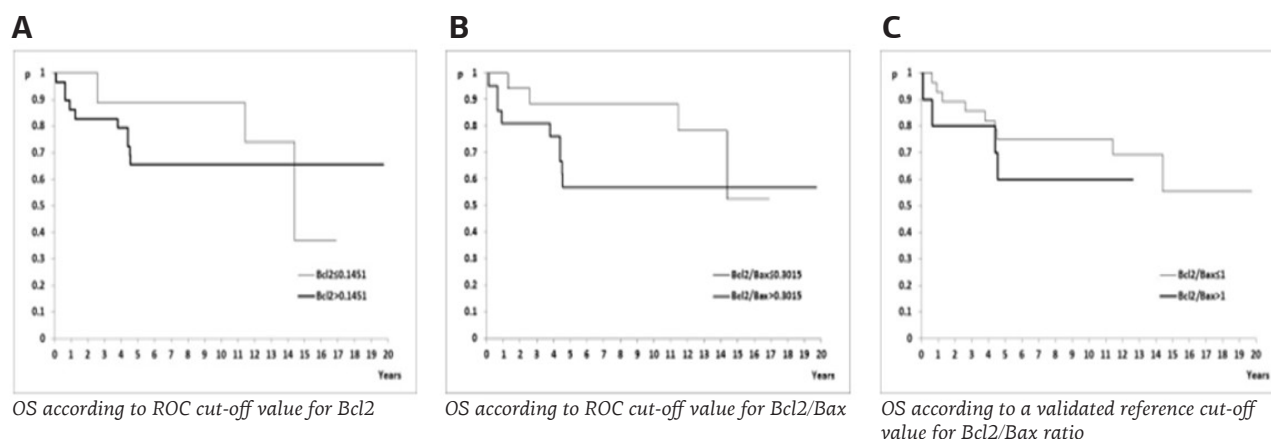 A
B
C
p 1
0.9
0.8
0.7
0.6
0.5
0.4
0.3
0.2
0.1
0
Bcl2≤0.1451
Bcl2>0.1451
0 1 2 3 4 5 6 7 8 9 10 11 12 13 14 15 16 17 18 19 20
Years
p 1
0.9
0.8
0.7
0.6
0.5
0.4
0.3
0.2
0.1
0
Bcl2/Bax≤0.3015
Bcl2/Bax>0.3015
0 1 2 3 4 5 6 7 8 9 10 11 12 13 14 15 16 17 18 19 20
Years
p 1
0.9
0.8
0.7
0.6
0.5
0.4
0.3
0.2
0.1
0
Bcl2/Bax≤1
Bcl2/Bax>1
0 1 2 3 4 5 6 7 8 9 10 11 12 13 14 15 16 17 18 19 20
Years
OS according to ROC cut-off value for Bcl2
OS according to ROC cut-off value for Bcl2/Bax
OS according to a validated reference cut-off
value for Bcl2/Bax ratio